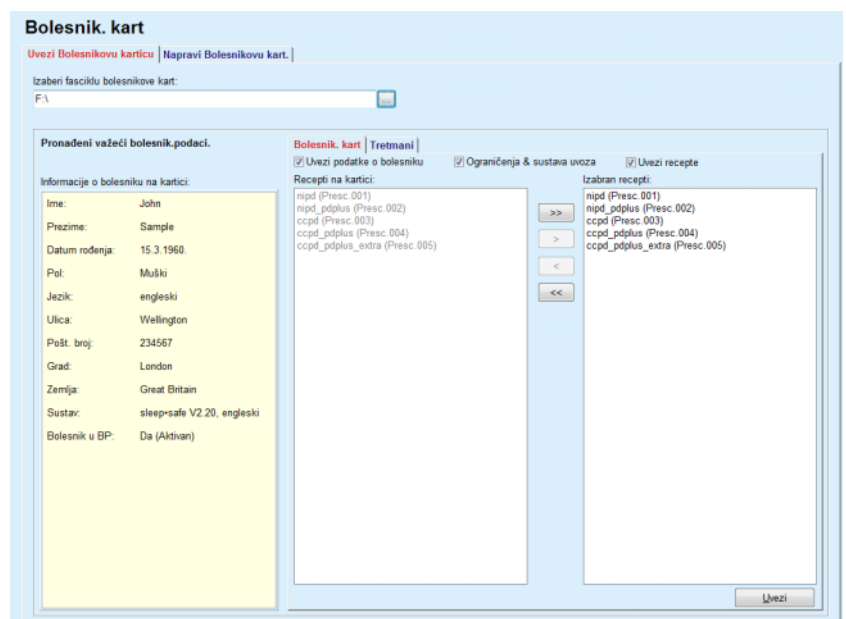 Bolesnik. kart
Uvezi Bolesnikovu karticu Napravi Bolesnikovu kart.
Izaberi fasciklu bolesnikove kart:
F:\
...
Pronađeni važeći bolesnik.podaci.
Informacije o bolesniku na kartici:
Ime: John
Prezime: Sample
Datum rođenja: 15.3.1960.
Pol: Muški
Jezik: engleski
Ulica: Wellington
Pošt. broj: 234567
Grad: London
Zemlja: Great Britain
Sustav: sleep•safe V2.20, engleski
Bolesnik u BP: Da (Aktivan)
Bolesnik. kart Tretmani
Uvezi podatke o bolesniku Ograničenja & sustava uvoza Uvezi recepte
Recepti na kartici:
nipd (Presc.001)
nipd_pdplus (Presc.002)
ccpd (Presc.003)
ccpd_pdplus (Presc.004)
ccpd_pdplus_extra (Presc.005)
>>
>
<
<<
Izabran recepti:
nipd (Presc.001)
nipd_pdplus (Presc.002)
ccpd (Presc.003)
ccpd_pdplus (Presc.004)
ccpd_pdplus_extra (Presc.005)
Uvezi